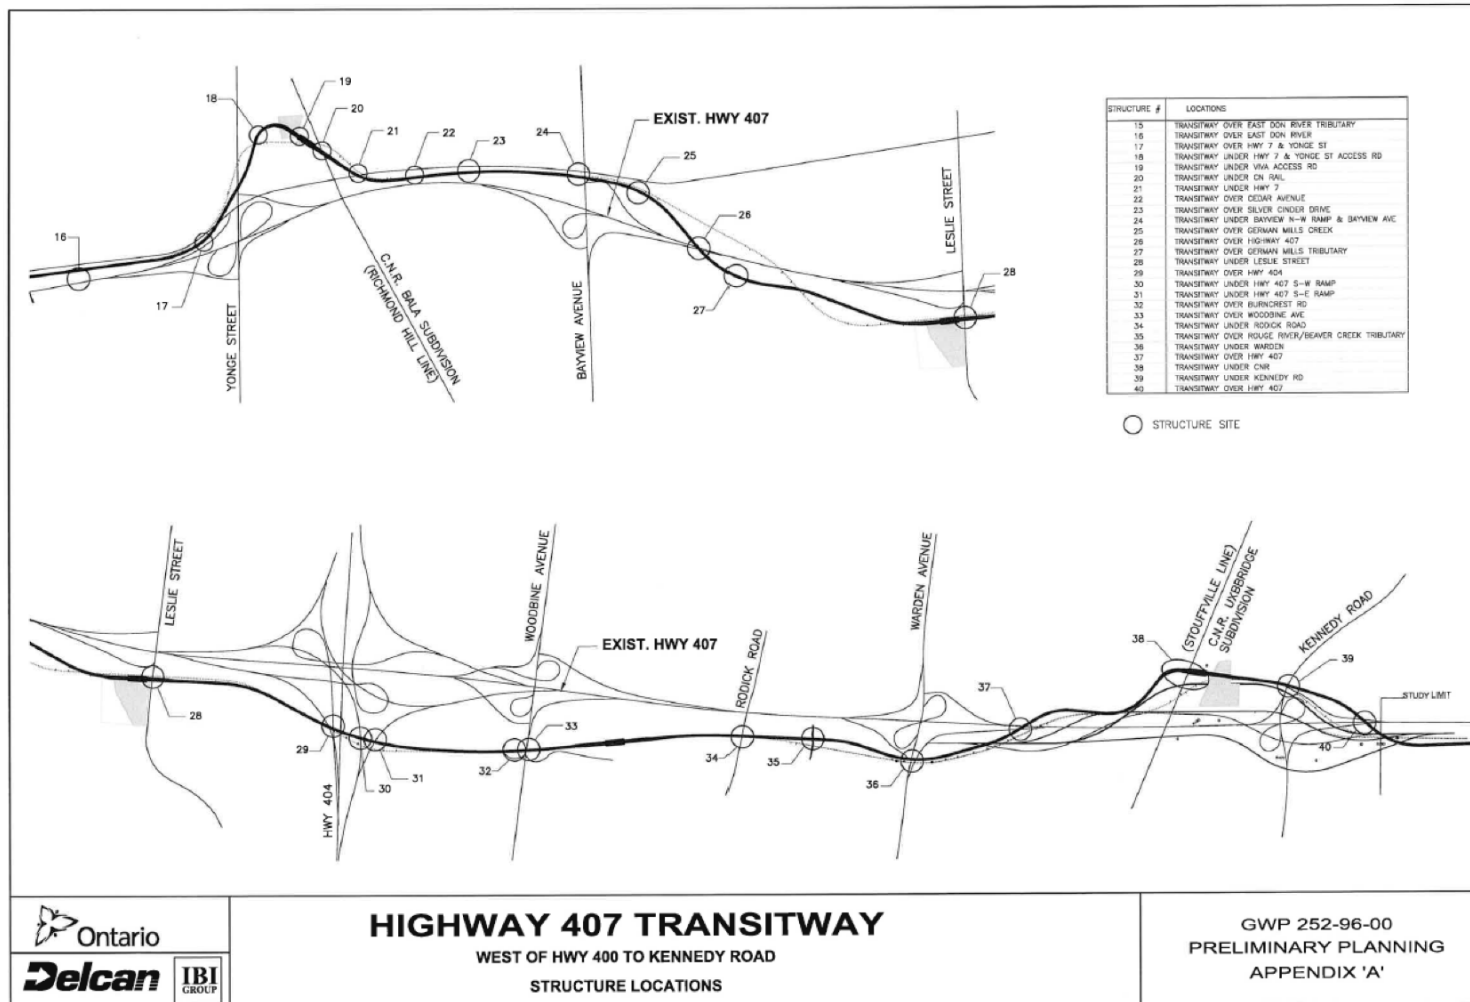 18
19
20
21
22
23
24
EXIST. HWY 407
25
16
17
YONGE STREET
C.N.R. BALA SUBDIVISION
(RICHMOND HILL LINE)
BAYVIEW AVENUE
26
27
LESLIE STREET
28
STRUCTURE # LOCATIONS
15 TRANSITWAY OVER EAST DON RIVER TRIBUTARY
16 TRANSITWAY OVER EAST DON RIVER
17 TRANSITWAY OVER HWY 7 & YONGE ST
18 TRANSITWAY UNDER HWY 7 & YONGE ST ACCESS RD
19 TRANSITWAY UNDER VIVA ACCESS RD
20 TRANSITWAY UNDER CN RAIL
21 TRANSITWAY UNDER HWY 7
22 TRANSITWAY OVER CEDAR AVENUE
23 TRANSITWAY OVER SILVER CINDER DRIVE
24 TRANSITWAY UNDER BAYVIEW N-W RAMP & BAYVIEW AVE
25 TRANSITWAY OVER GERMAN MILLS CREEK
26 TRANSITWAY OVER HIGHWAY 407
27 TRANSITWAY OVER GERMAN MILLS TRIBUTARY
28 TRANSITWAY UNDER LESLIE STREET
29 TRANSITWAY OVER HWY 404
30 TRANSITWAY UNDER HWY 407 S-W RAMP
31 TRANSITWAY UNDER HWY 407 S-E RAMP
32 TRANSITWAY OVER BURNCREST RD
33 TRANSITWAY OVER WOODBINE AVE
34 TRANSITWAY UNDER RODICK ROAD
35 TRANSITWAY OVER ROUGE RIVER/BEAVER CREEK TRIBUTARY
36 TRANSITWAY UNDER WARDEN
37 TRANSITWAY OVER HWY 407
38 TRANSITWAY UNDER CNR
39 TRANSITWAY UNDER KENNEDY RD
40 TRANSITWAY OVER HWY 407
STRUCTURE SITE
LESLIE STREET
28
29
HWY 404
30
31
WOODBINE AVENUE
EXIST. HWY 407
32
33
RODICK ROAD
34
35
WARDEN AVENUE
36
37
38
(STOUFFVILLE LINE)
C.N.R. UXBRIDGE
SUBDIVISION
KENNEDY ROAD
39
STUDY LIMIT
40
Ontario
Delcan
IBI
GROUP
HIGHWAY 407 TRANSITWAY
WEST OF HWY 400 TO KENNEDY ROAD
STRUCTURE LOCATIONS
GWP 252-96-00
PRELIMINARY PLANNING
APPENDIX 'A'